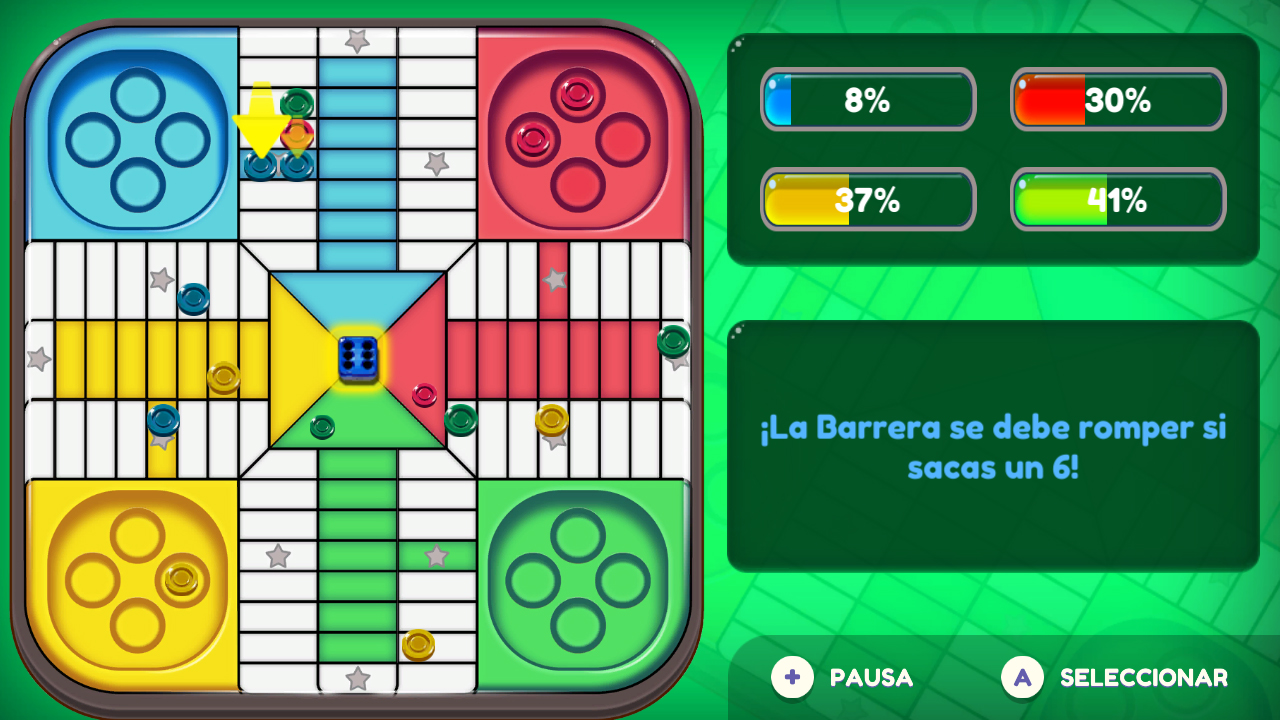 8%
30%
37%
41%
¡La Barrera se debe romper si
sacas un 6!
+ PAUSA
A SELECCIONAR